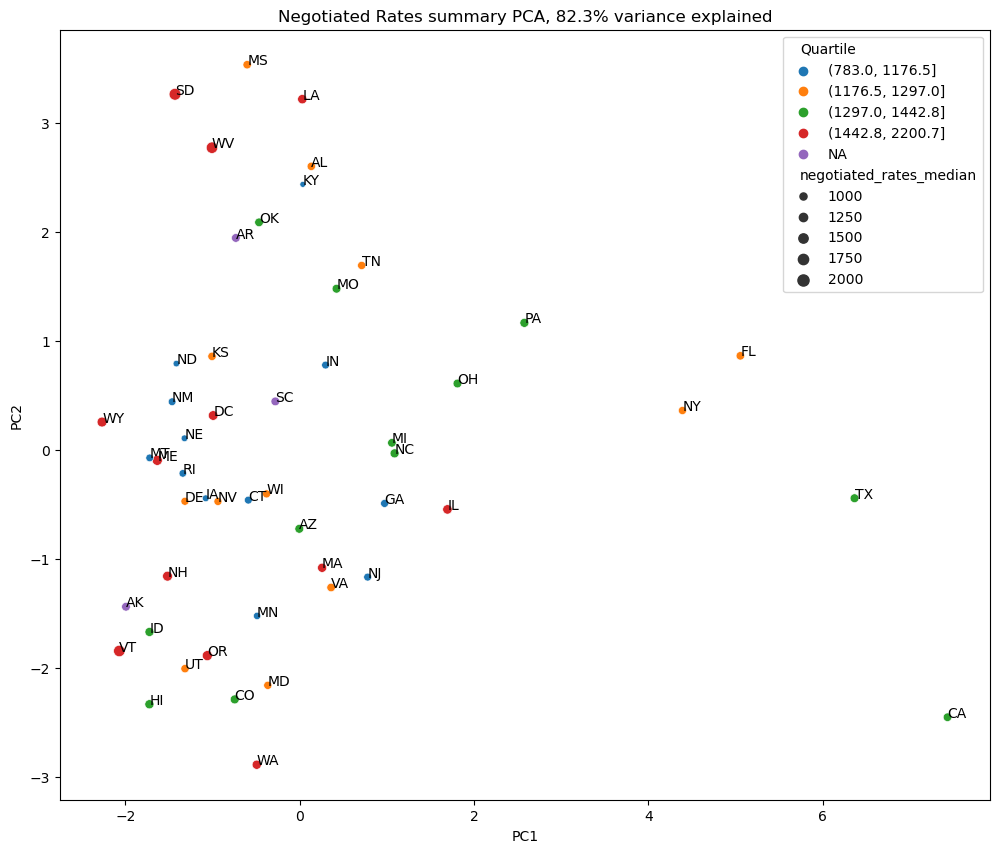 Negotiated Rates summary PCA, 82.3% variance explained
Quartile
(783.0, 1176.5]
(1176.5, 1297.0]
(1297.0, 1442.8]
(1442.8, 2200.7]
NA
negotiated_rates_median
1000
1250
1500
1750
2000
MS
SD
LA
WV
AL
KY
OK
AR
TN
MO
PA
FL
KS
ND
IN
OH
NM
SC
NY
DC
WY
NE
MI
NC
MT
ME
RI
WI
DE
IA
NV
CT
GA
IL
TX
AZ
MA
NH
NJ
VA
AK
MN
ID
VT
OR
UT
MD
HI
CO
CA
WA
3
2
1
0
−1
−2
−3
PC2
−2
0
2
4
6
PC1